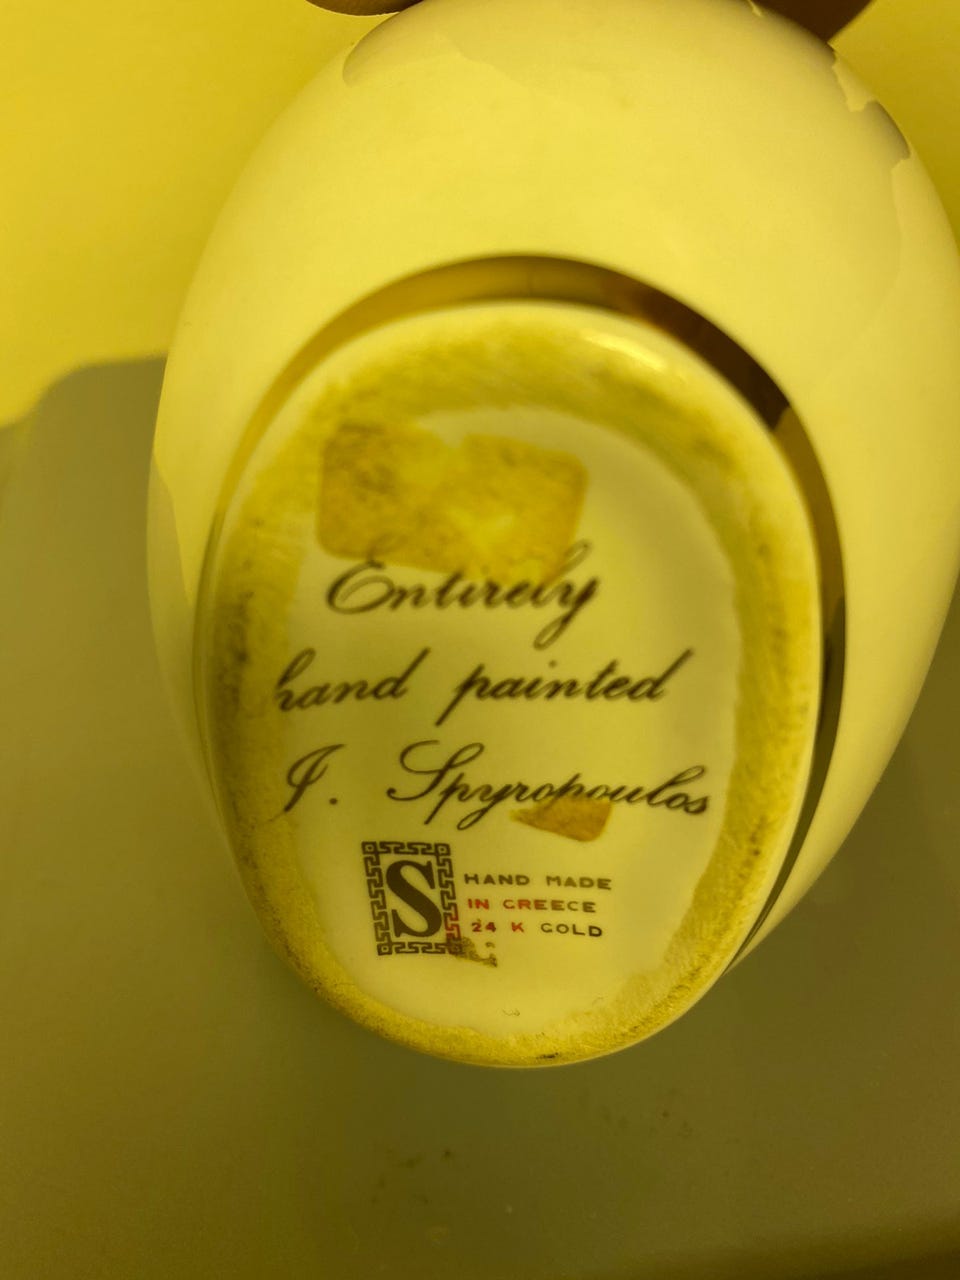 Entirely
hand painted
J. Spyropoulos
S
HAND MADE
IN GREECE
24 K GOLD